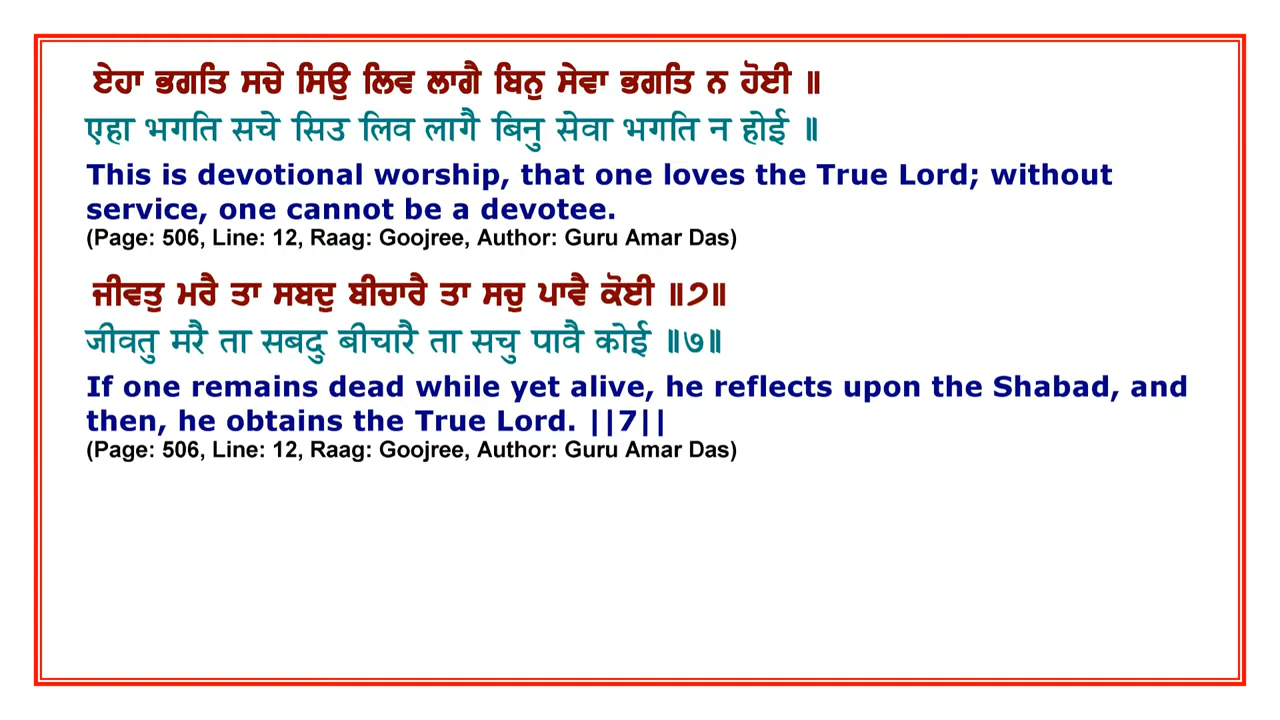 ਏਹਾ ਭਗਤਿ ਸਚੇ ਸਿਉ ਲਿਵ ਲਾਗੈ ਬਿਨੁ ਸੇਵਾ ਭਗਤਿ ਨ ਹੋਈ ॥
एहा भगति सचे सिउ लिव लागै बिनु सेवा भगति न होई ॥
This is devotional worship, that one loves the True Lord; without
service, one cannot be a devotee.
(Page: 506, Line: 12, Raag: Goojree, Author: Guru Amar Das)
ਜੀਵਤੁ ਮਰੈ ਤਾ ਸਬਦੁ ਬੀਚਾਰੈ ਤਾ ਸਚੁ ਪਾਵੈ ਕੋਈ ॥੭॥
जीवतु मरै ता सबदु बीचारै ता सचु पावै कोई ॥७॥
If one remains dead while yet alive, he reflects upon the Shabad, and
then, he obtains the True Lord. ||7||
(Page: 506, Line: 12, Raag: Goojree, Author: Guru Amar Das)